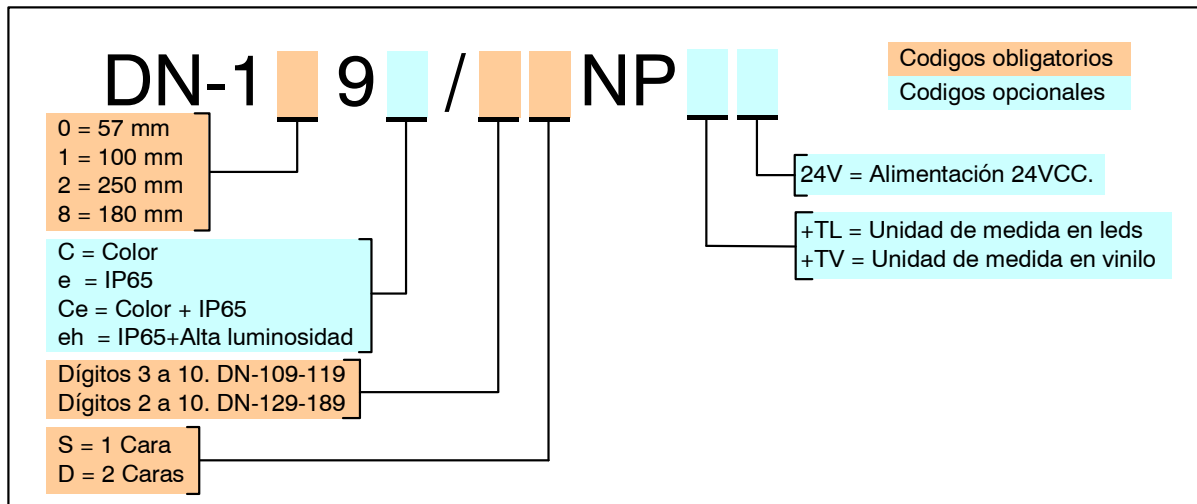 DN-1 9 / NP
Codigos obligatorios
Codigos opcionales
0 = 57 mm
1 = 100 mm
2 = 250 mm
8 = 180 mm
24V = Alimentación 24VCC.
+TL = Unidad de medida en leds
+TV = Unidad de medida en vinilo
C = Color
e = IP65
Ce = Color + IP65
eh = IP65+Alta luminosidad
Dígitos 3 a 10. DN-109-119
Dígitos 2 a 10. DN-129-189
S = 1 Cara
D = 2 Caras